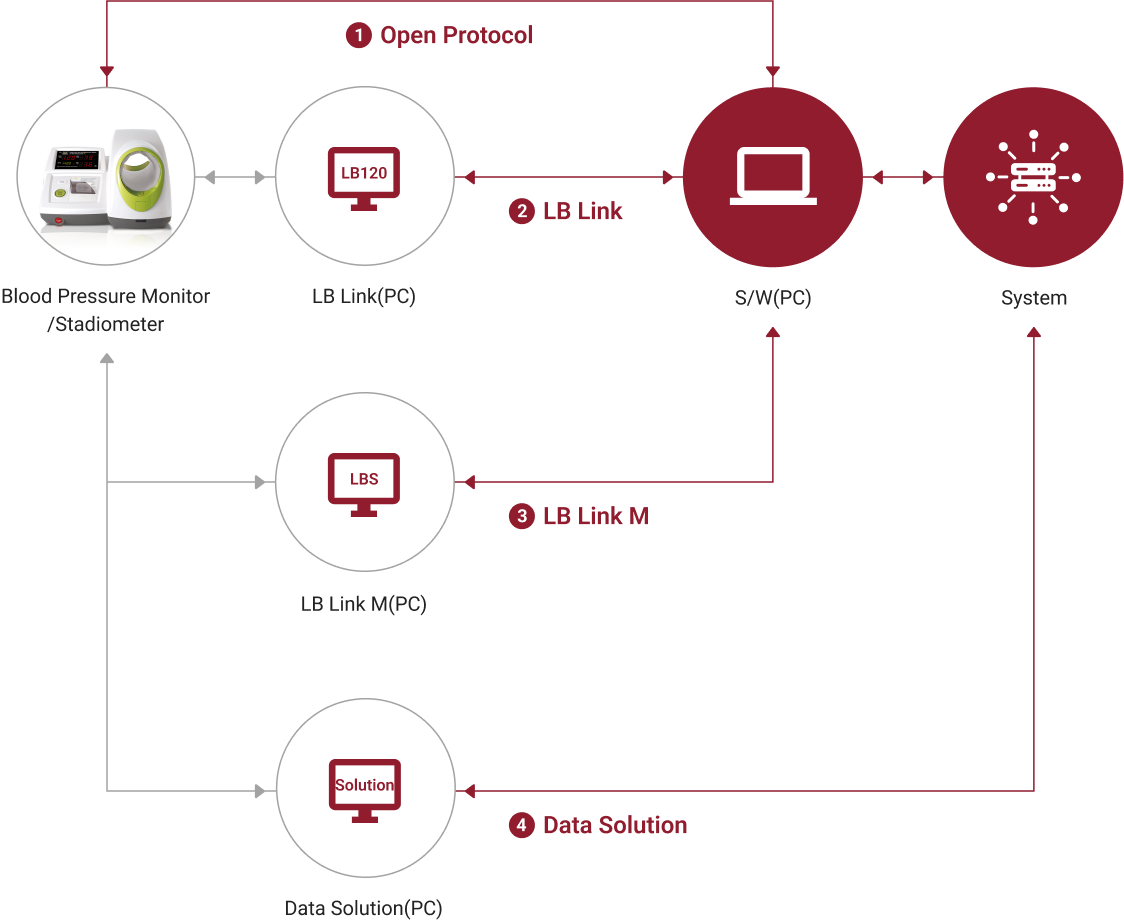 1 Open Protocol
LB120
2 LB Link
Blood Pressure Monitor
/Stadiometer
LB Link(PC)
S/W(PC)
System
LBS
3 LB Link M
LB Link M(PC)
Solution
4 Data Solution
Data Solution(PC)